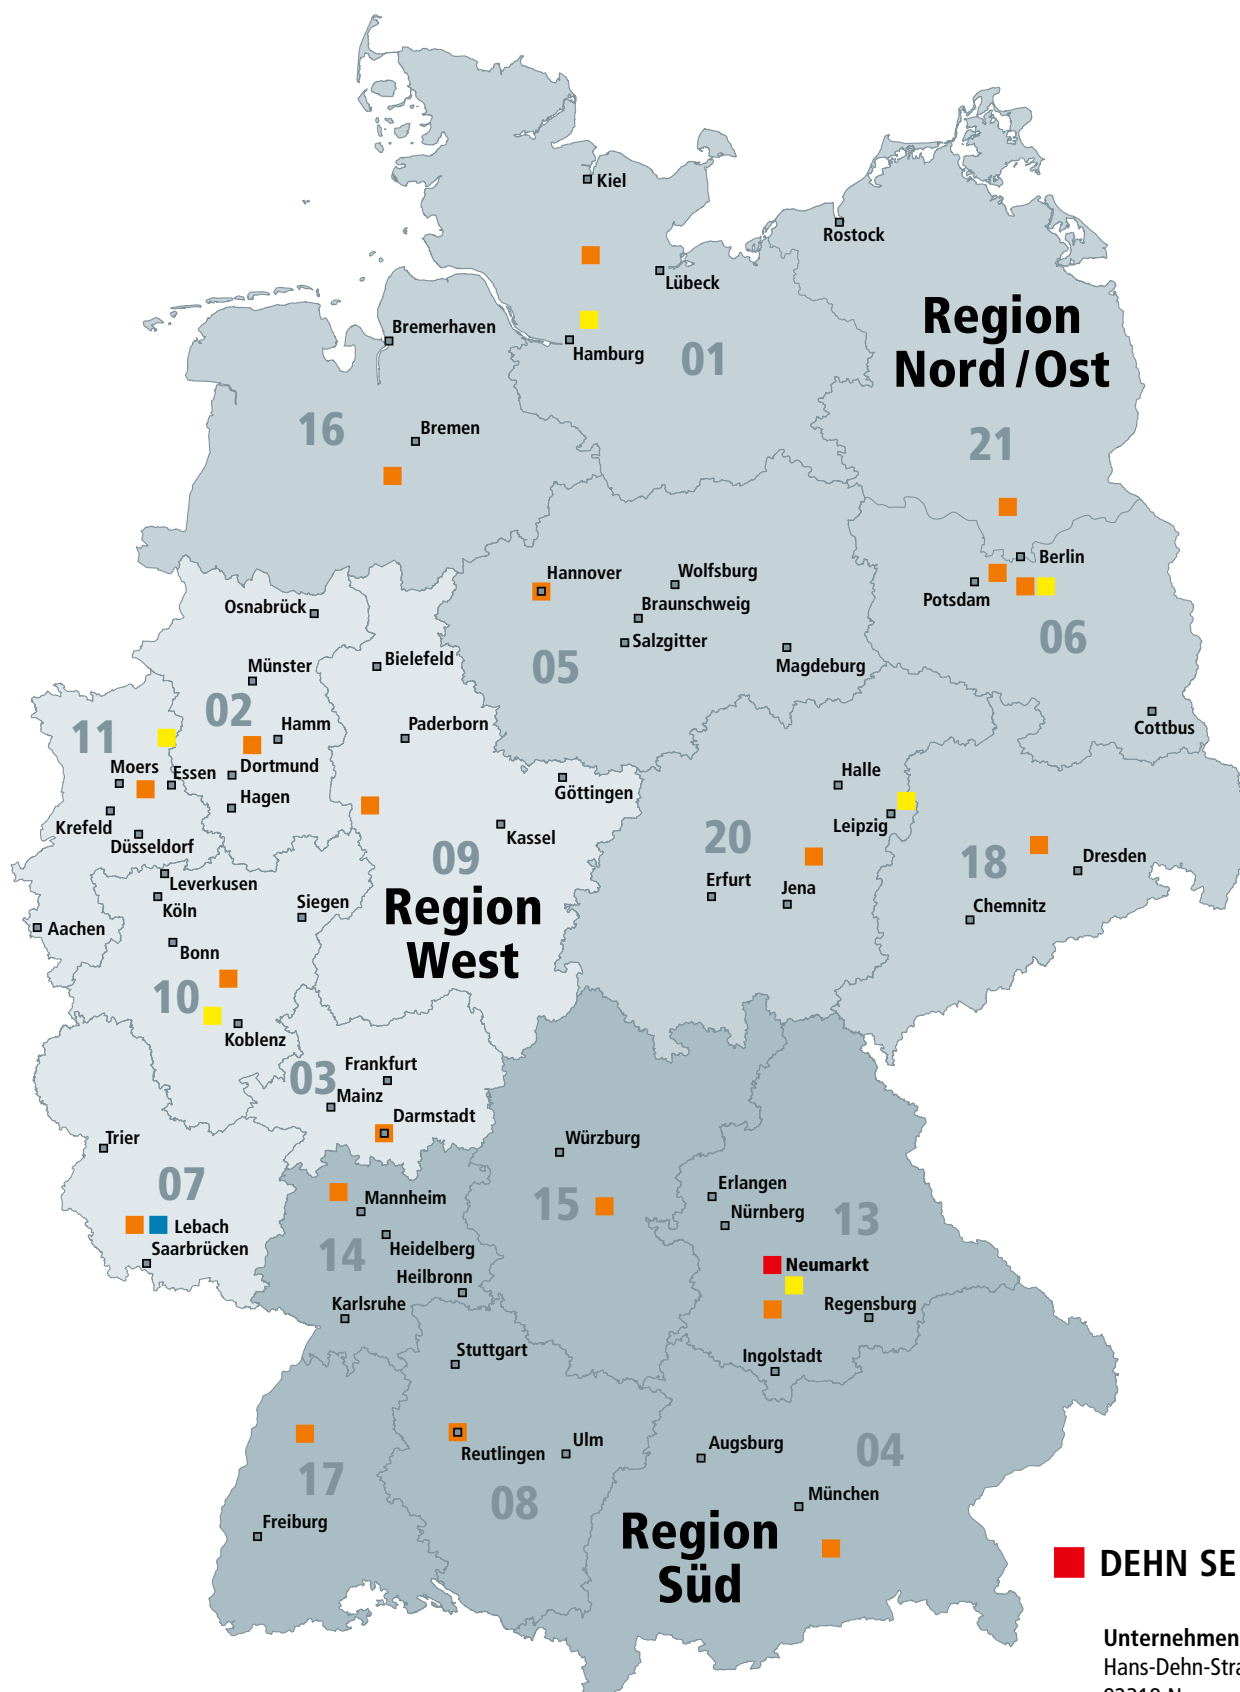 Kiel
Rostock
Lübeck
Region
Nord / Ost
Bremerhaven
Hamburg
01
16
Bremen
21
Berlin
Hannover
Wolfsburg
Potsdam
Braunschweig
Osnabrück
Salzgitter
06
Bielefeld
05
Magdeburg
Münster
02
Hamm
Paderborn
Cottbus
11
Moers
Essen
Dortmund
Halle
Göttingen
Hagen
Krefeld
Leipzig
Düsseldorf
Kassel
20
09
18
Dresden
Leverkusen
Erfurt
Jena
Köln
Siegen
Region
West
Chemnitz
Aachen
Bonn
10
Koblenz
Frankfurt
03
Mainz
Darmstadt
Trier
Würzburg
07
Erlangen
Mannheim
15
Nürnberg
13
Lebach
Saarbrücken
14
Heidelberg
Neumarkt
Heilbronn
Karlsruhe
Regensburg
Stuttgart
Ingolstadt
Reutlingen
Ulm
Augsburg
04
17
08
München
Freiburg
Region
Süd
DEHN SE
Unternehmen
Hans-Dehn-Stra